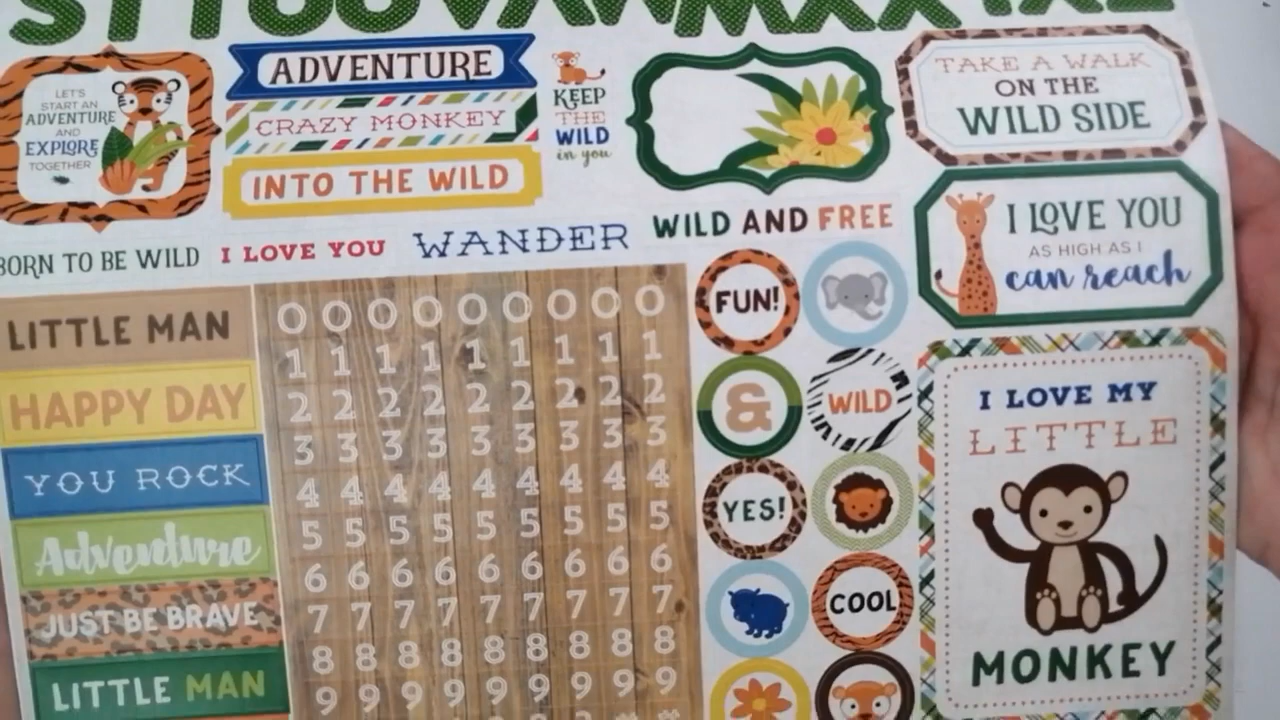 S T T U U V A W M X X Y X Z
LET'S
START AN
ADVENTURE
AND
EXPLORE
TOGETHER
ADVENTURE
CRAZY MONKEY
INTO THE WILD
KEEP
THE
WILD
in you
TAKE A WALK
ON THE
WILD SIDE
BORN TO BE WILD
I LOVE YOU
WANDER
WILD AND FREE
I LOVE YOU
AS HIGH AS I
can reach
LITTLE MAN
HAPPY DAY
YOU ROCK
Adventure
JUST BE BRAVE
LITTLE MAN
0 0 0 0 0 0 0 0 0
1 1 1 1 1 1 1 1 1
2 2 2 2 2 2 2 2 2
3 3 3 3 3 3 3 3 3
4 4 4 4 4 4 4 4 4
5 5 5 5 5 5 5 5 5
6 6 6 6 6 6 6 6 6
7 7 7 7 7 7 7 7 7
8 8 8 8 8 8 8 8 8
9 9 9 9 9 9 9 9 9
FUN!
&
WILD
YES!
COOL
I LOVE MY
LITTLE
MONKEY